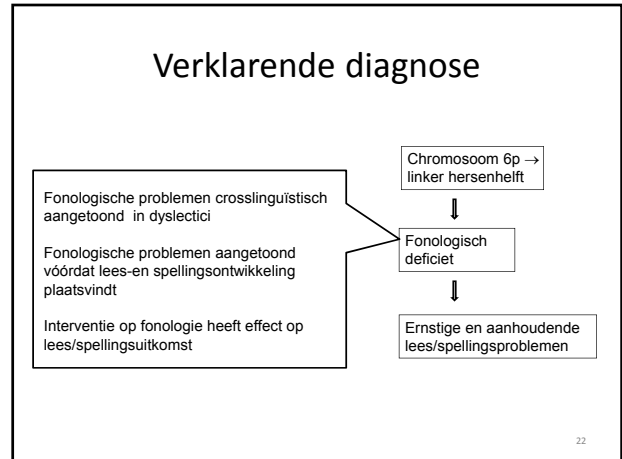 Verklarende diagnose
Fonologische problemen crosslinguïstisch
aangetoond in dyslectici
Fonologische problemen aangetoond
vóórdat lees-en spellingsontwikkeling
plaatsvindt
Interventie op fonologie heeft effect op
lees/spellingsuitkomst
Chromosoom 6p →
linker hersenhelft
Fonologisch
deficiet
Ernstige en aanhoudende
lees/spellingsproblemen
22